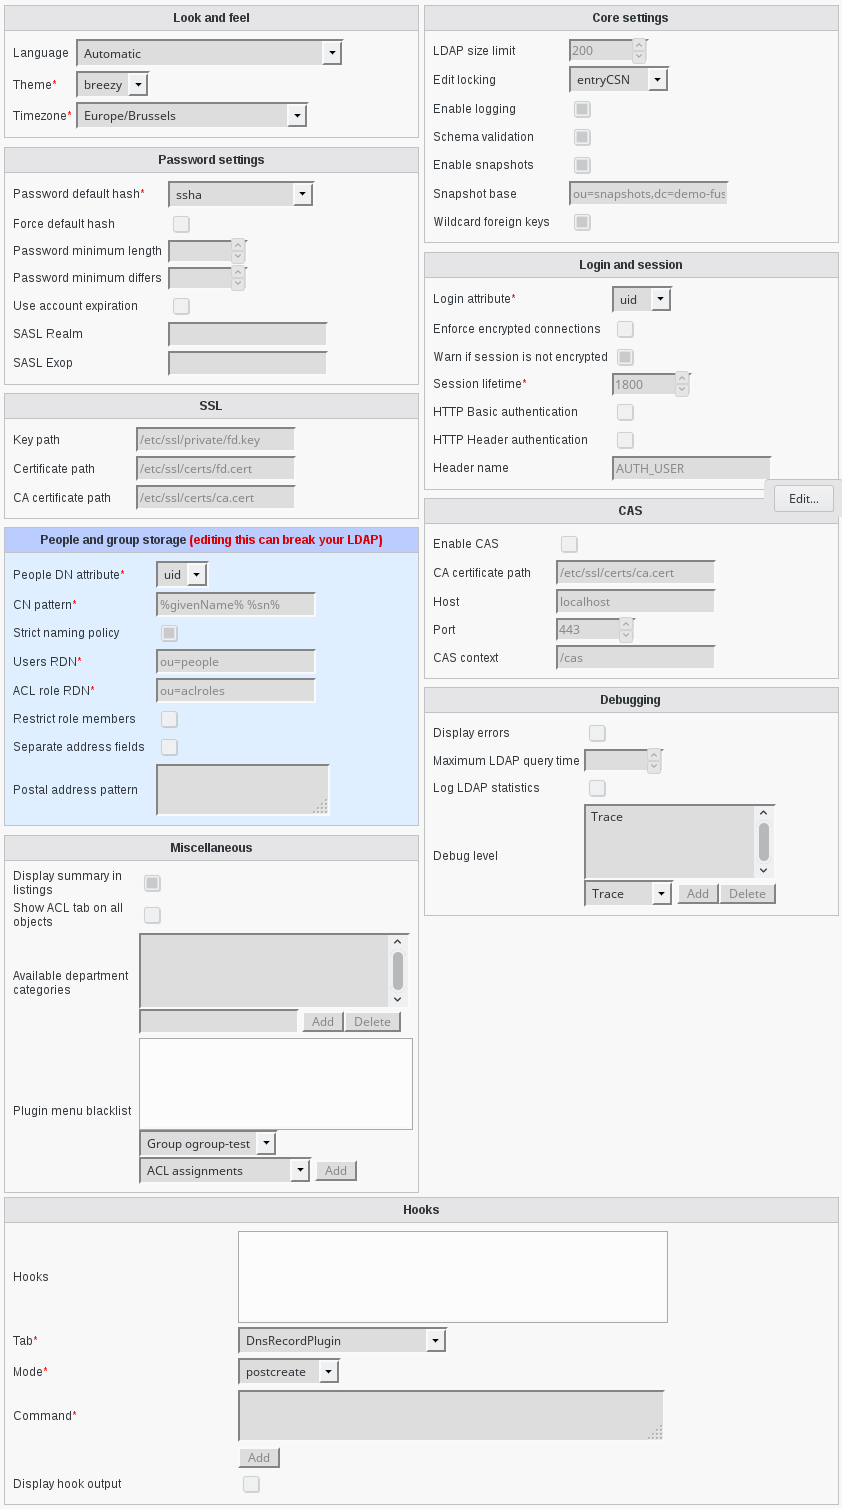 Look and feel
Language Automatic
Theme* breezy
Timezone* Europe/Brussels
Password settings
Password default hash* ssha
Force default hash
Password minimum length
Password minimum differs
Use account expiration
SASL Realm
SASL Exop
SSL
Key path /etc/ssl/private/fd.key
Certificate path /etc/ssl/certs/fd.cert
CA certificate path /etc/ssl/certs/ca.cert
People and group storage (editing this can break your LDAP)
People DN attribute* uid
CN pattern* %givenName% %sn%
Strict naming policy
Users RDN* ou=people
ACL role RDN* ou=aclroles
Restrict role members
Separate address fields
Postal address pattern
Miscellaneous
Display summary in
listings
Show ACL tab on all
objects
Available department
categories
Add Delete
Plugin menu blacklist
Group ogroup-test
ACL assignments Add
Core settings
LDAP size limit 200
Edit locking entryCSN
Enable logging
Schema validation
Enable snapshots
Snapshot base ou=snapshots,dc=demo-fus
Wildcard foreign keys
Login and session
Login attribute* uid
Enforce encrypted connections
Warn if session is not encrypted
Session lifetime* 1800
HTTP Basic authentication
HTTP Header authentication
Header name AUTH_USER
Edit...
CAS
Enable CAS
CA certificate path /etc/ssl/certs/ca.cert
Host localhost
Port 443
CAS context /cas
Debugging
Display errors
Maximum LDAP query time
Log LDAP statistics
Debug level Trace
Trace Add Delete
Hooks
Hooks
Tab* DnsRecordPlugin
Mode* postcreate
Command*
Add
Display hook output